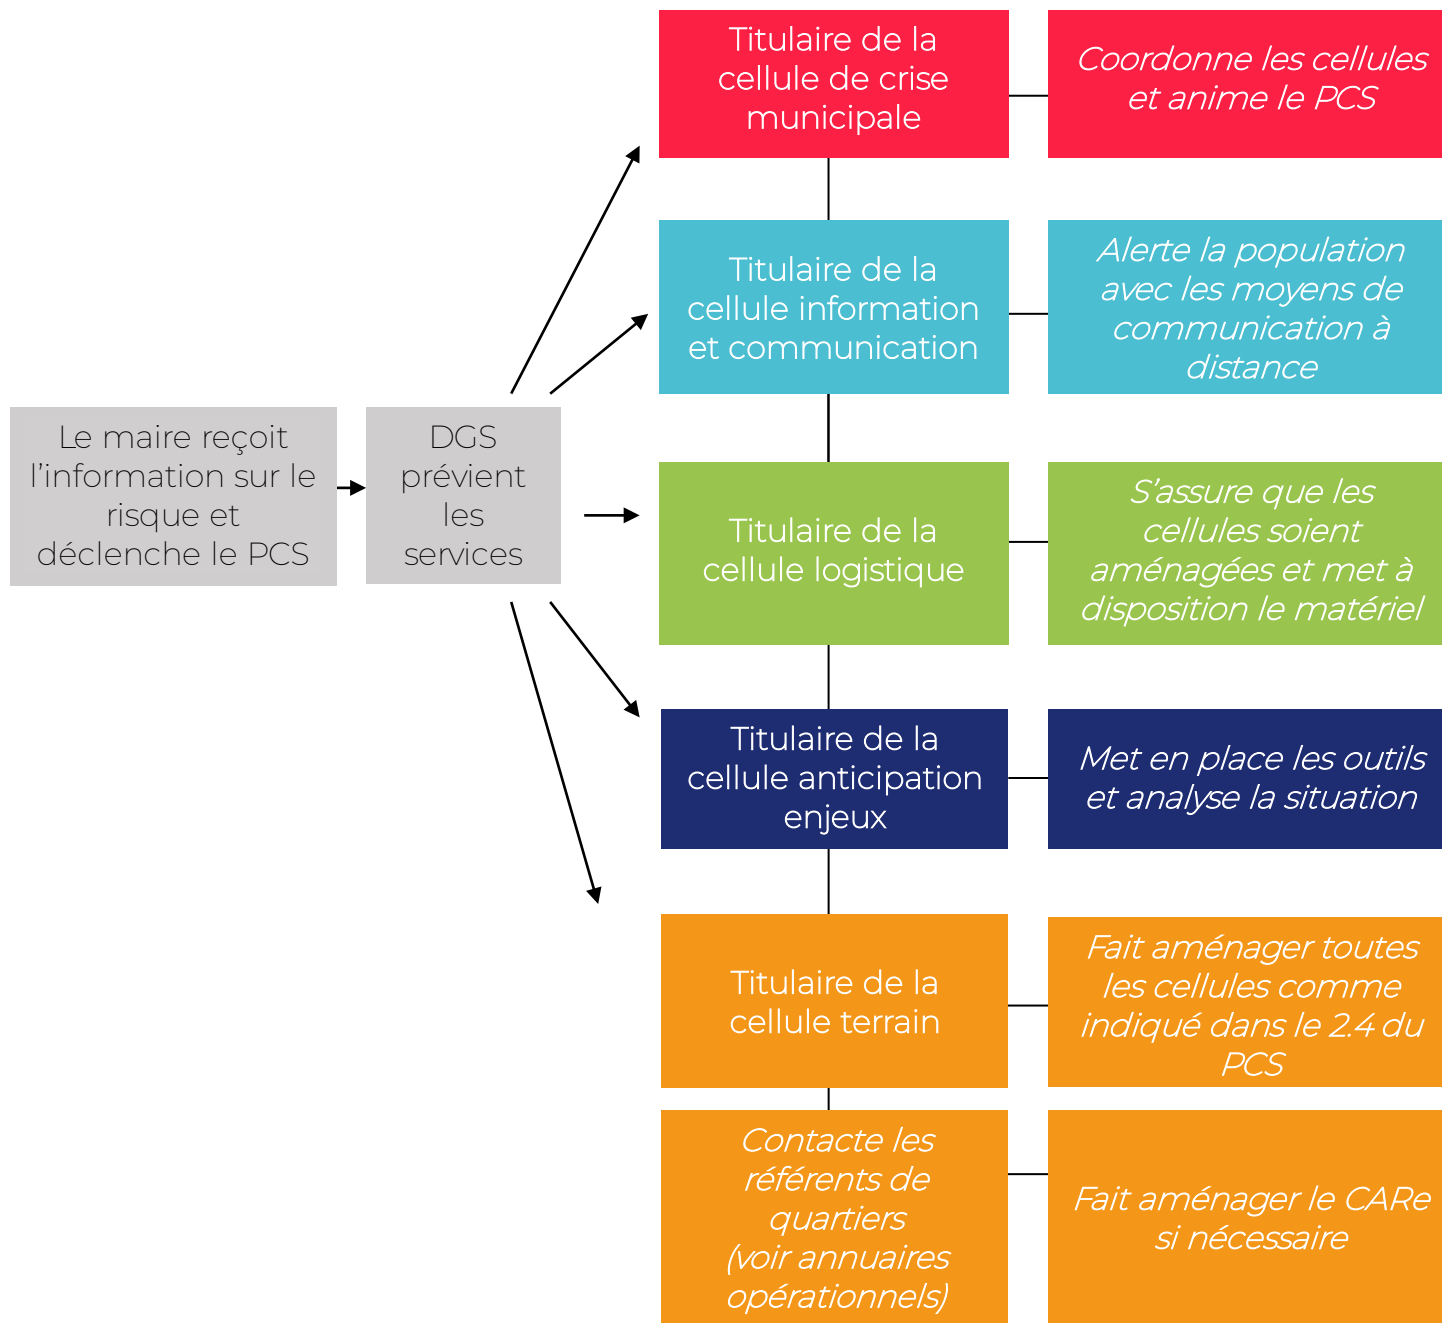 Le maire reçoit
l’information sur le
risque et
déclenche le PCS
DGS
prévient
les
services
Titulaire de la
cellule de crise
municipale
Coordonne les cellules
et anime le PCS
Titulaire de la
cellule information
et communication
Alerte la population
avec les moyens de
communication à
distance
Titulaire de la
cellule logistique
S’assure que les
cellules soient
aménagées et met à
disposition le matériel
Titulaire de la
cellule anticipation
enjeux
Met en place les outils
et analyse la situation
Titulaire de la
cellule terrain
Fait aménager toutes
les cellules comme
indiqué dans le 2.4 du
PCS
Contacte les
référents de
quartiers
(voir annuaires
opérationnels)
Fait aménager le CARe
si nécessaire